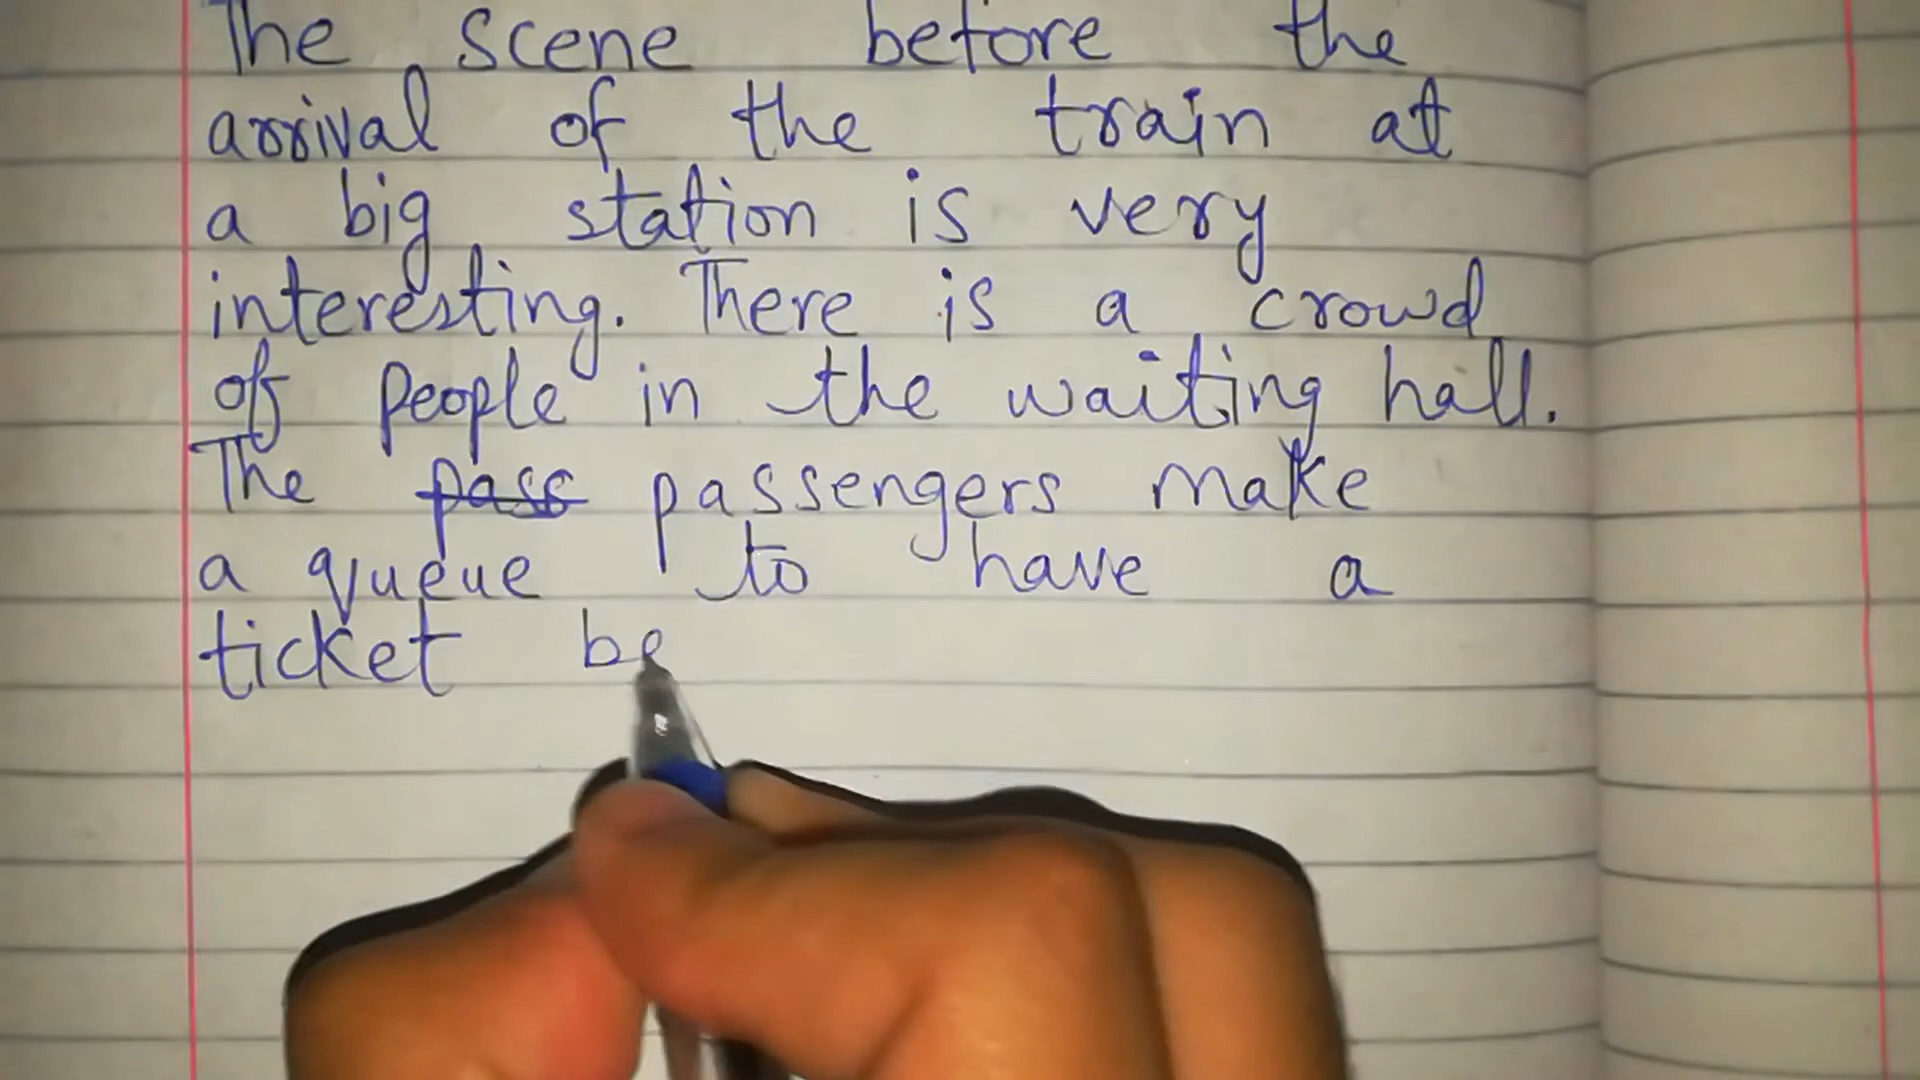 The scene before the
arrival of the train at
a big station is very
interesting. There is a crowd
of people in the waiting hall.
The pass passengers make
a queue to have a
ticket be